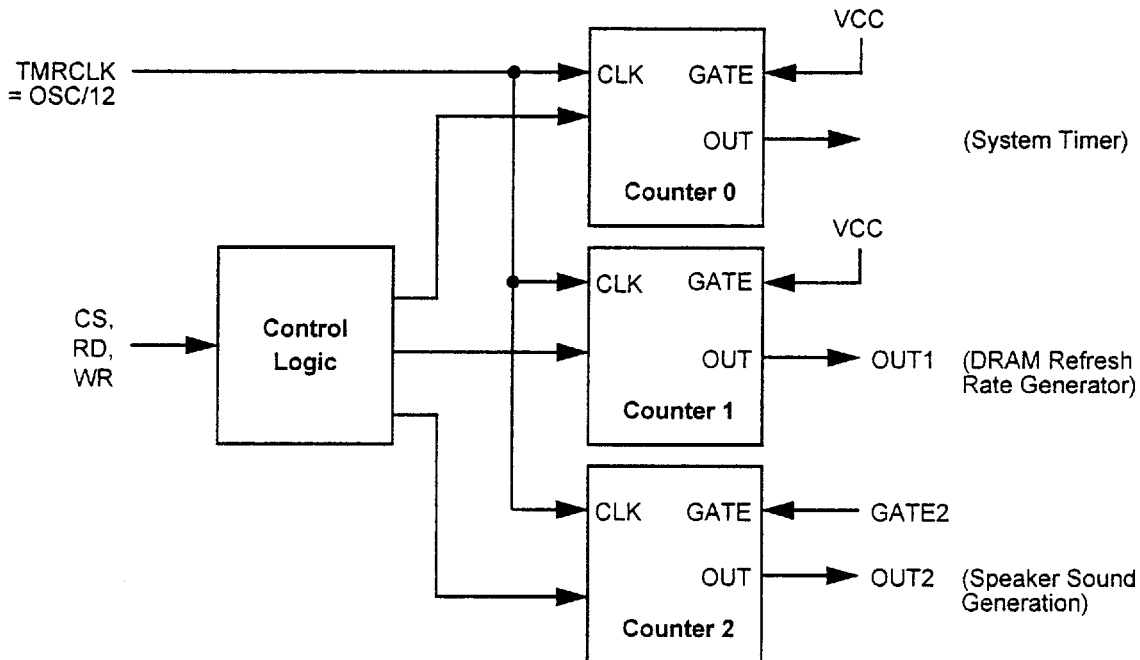 VCC
TMRCLK
= OSC/12
CLK GATE
OUT
(System Timer)
Counter 0
VCC
CLK GATE
CS,
RD,
WR
Control
Logic
OUT
OUT1
(DRAM Refresh
Rate Generator)
Counter 1
CLK GATE
GATE2
OUT
OUT2
(Speaker Sound
Generation)
Counter 2